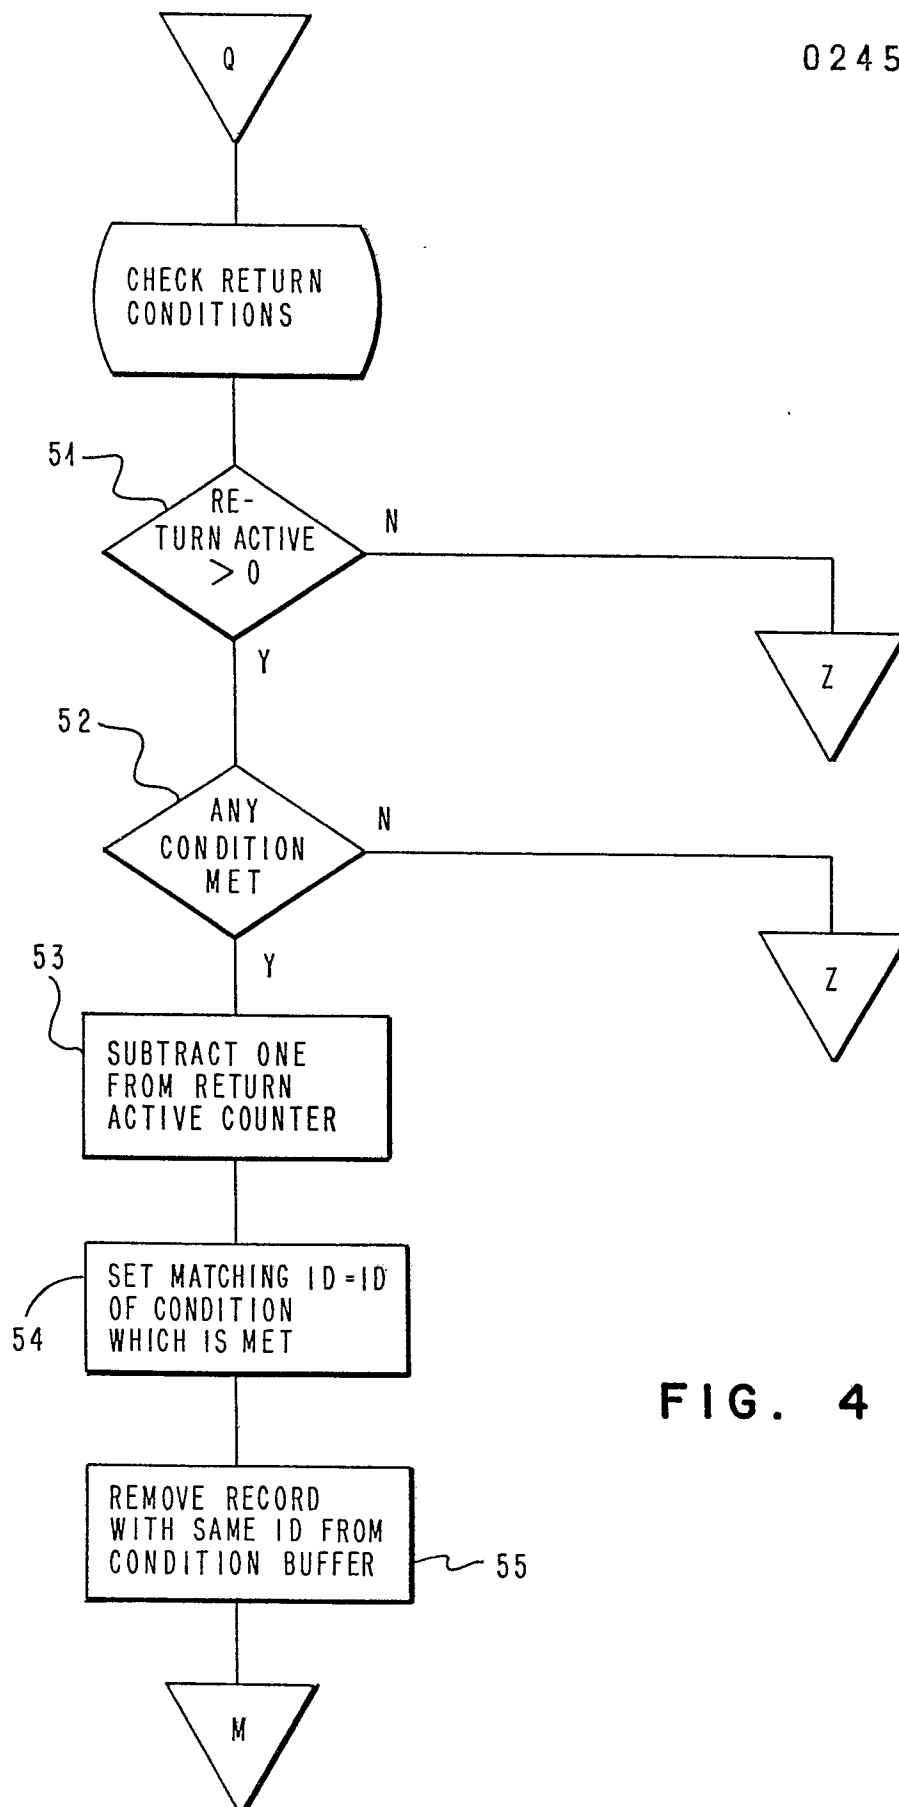 Q
0245
CHECK RETURN
CONDITIONS
51
RE-
TURN ACTIVE
> 0
N
Y
Z
52
ANY
CONDITION
MET
N
Y
Z
53
SUBTRACT ONE
FROM RETURN
ACTIVE COUNTER
SET MATCHING ID=ID
OF CONDITION
WHICH IS MET
54
FIG. 4
REMOVE RECORD
WITH SAME ID FROM
CONDITION BUFFER
55
M